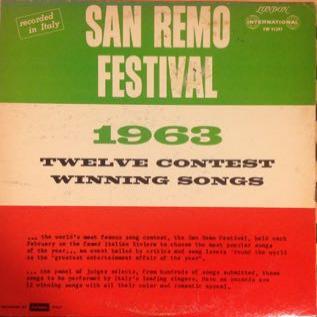 recorded
in Italy
SAN REMO
FESTIVAL
LONDON
INTERNATIONAL
1963
TWELVE CONTEST
WINNING SONGS
... the world's most famous song contest, the San Remo Festival, held each
February on the famed Italian Riviera to choose the most popular songs
of the year,.. an event hailed by critics and song lovers 'round the world
as the "greatest entertainment affair of the year".
... the panel of judges selects, from hundreds of songs submitted, those
songs to be performed by Italy's leading singers. Here on records are
12 winning songs with all their color and romantic appeal.